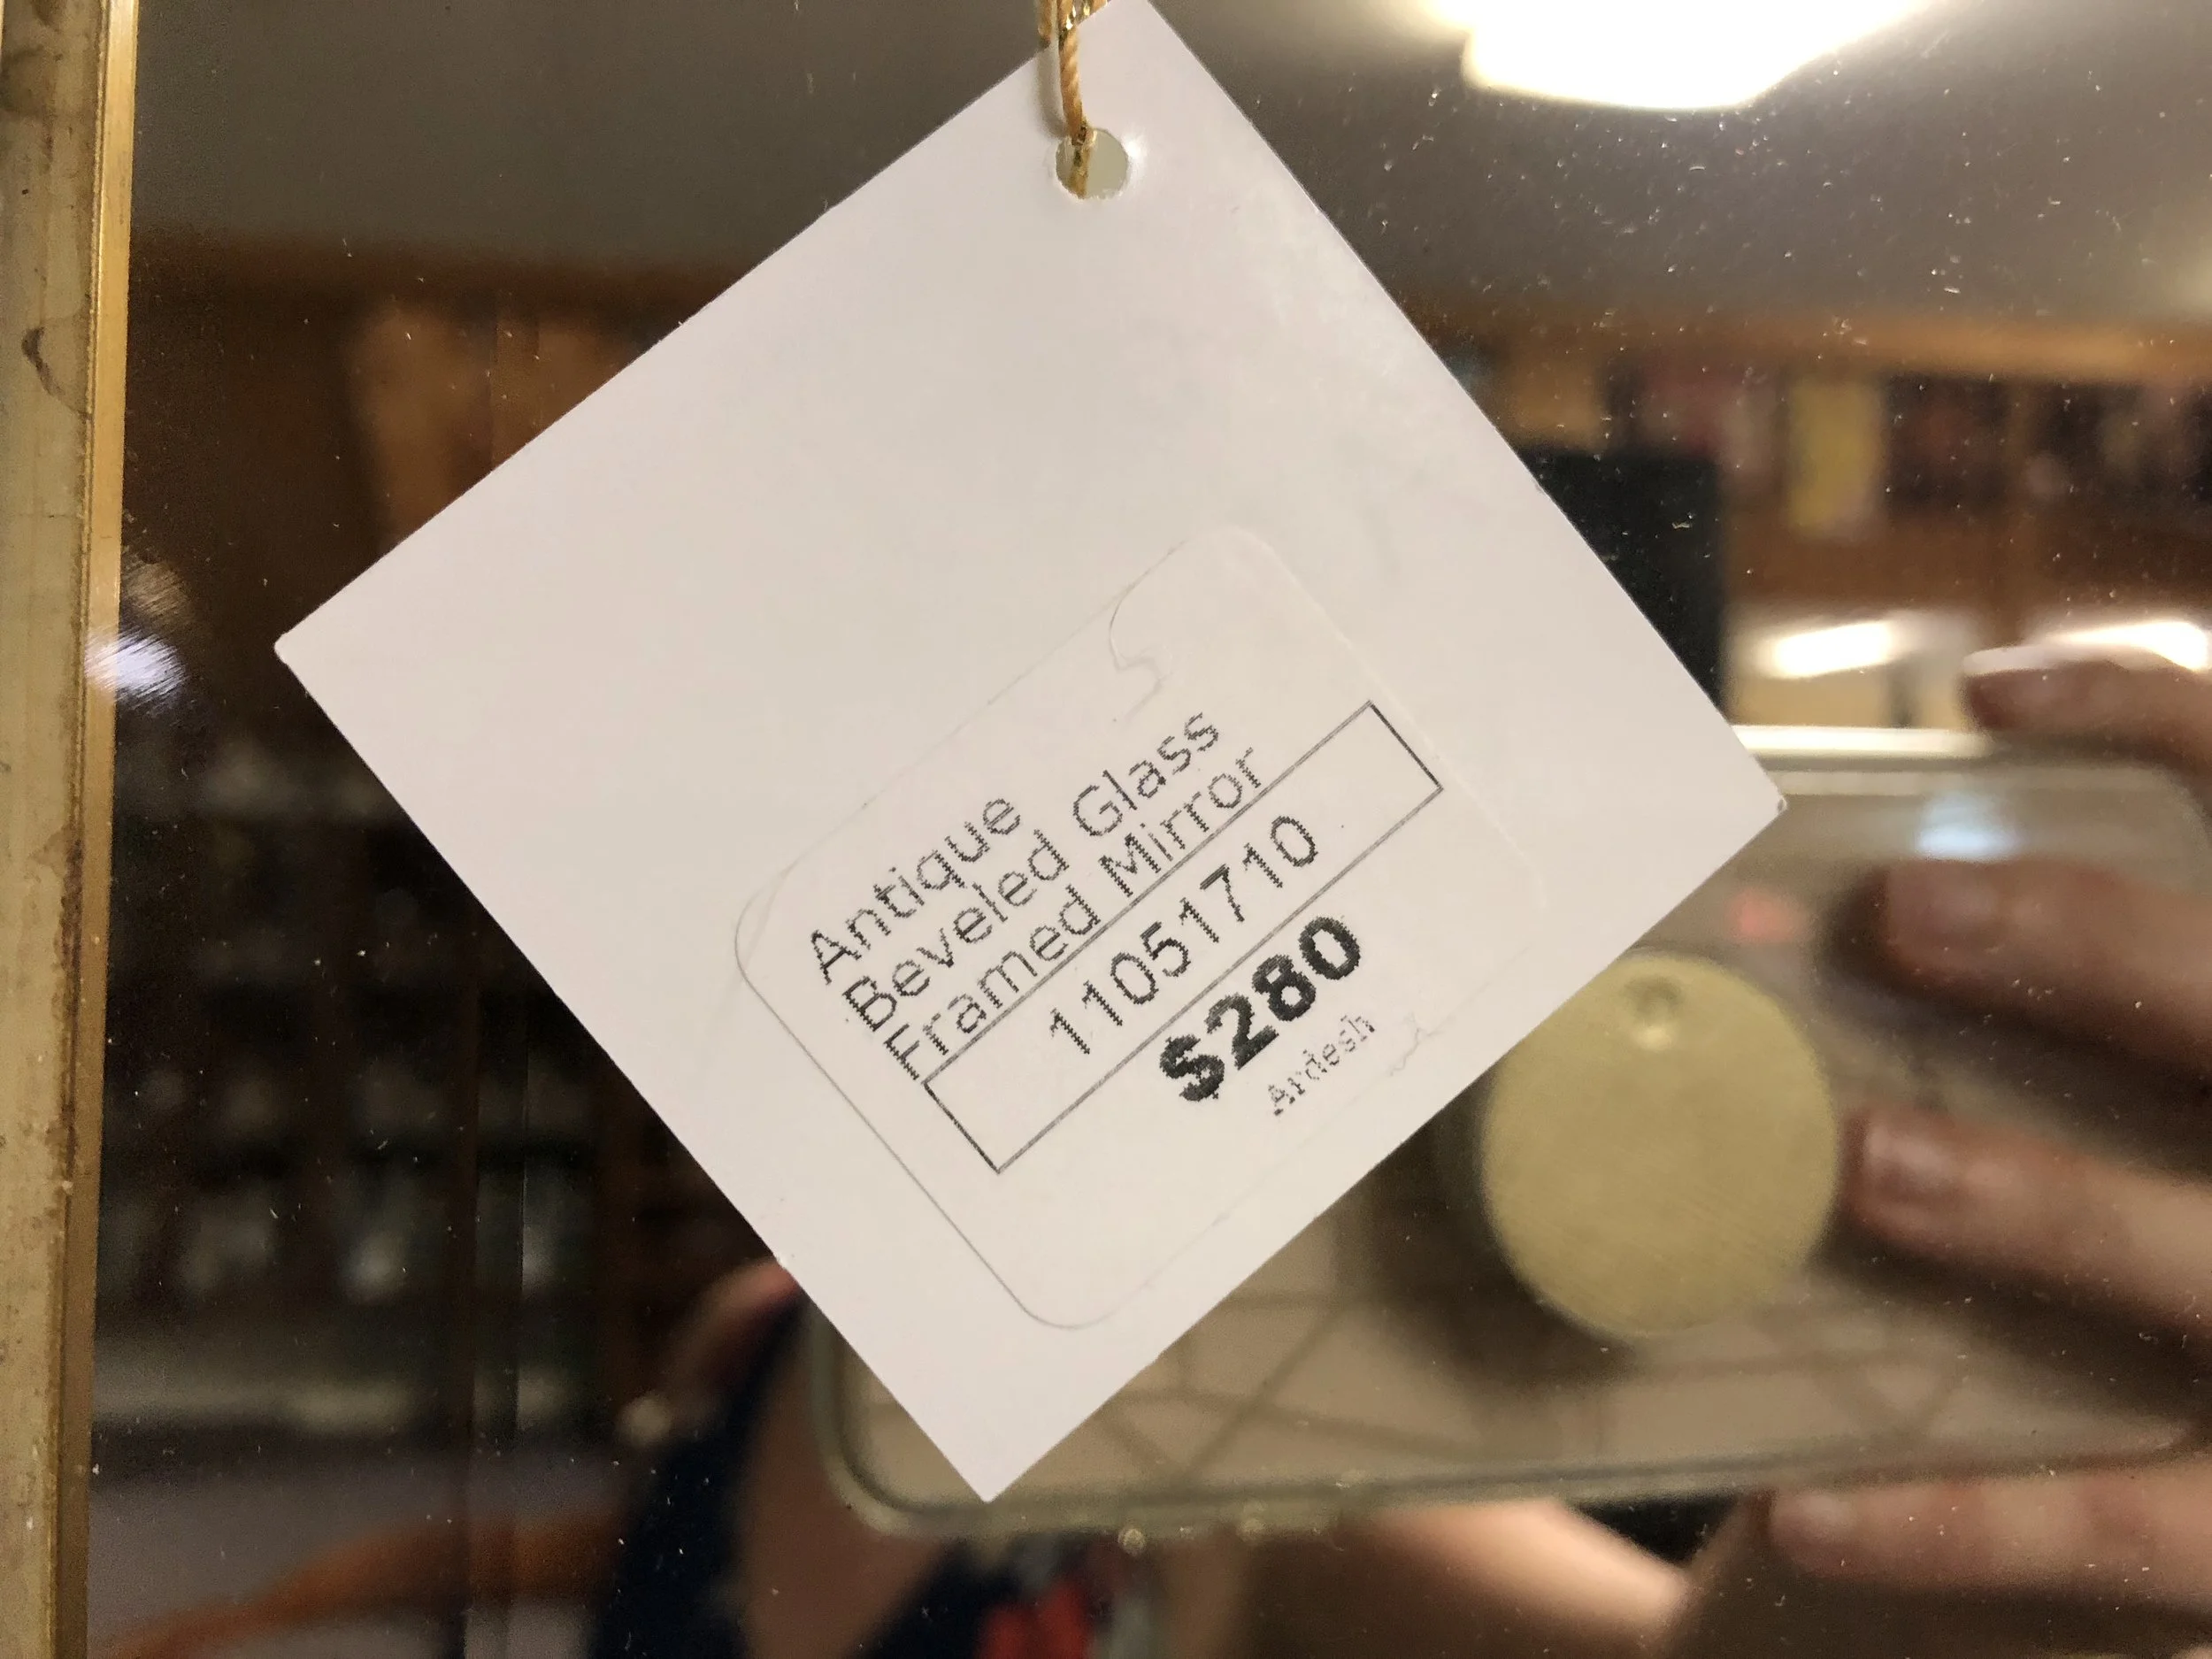 Antique
Beveled Glass
Framed Mirror
11051710
$280
Ardesh